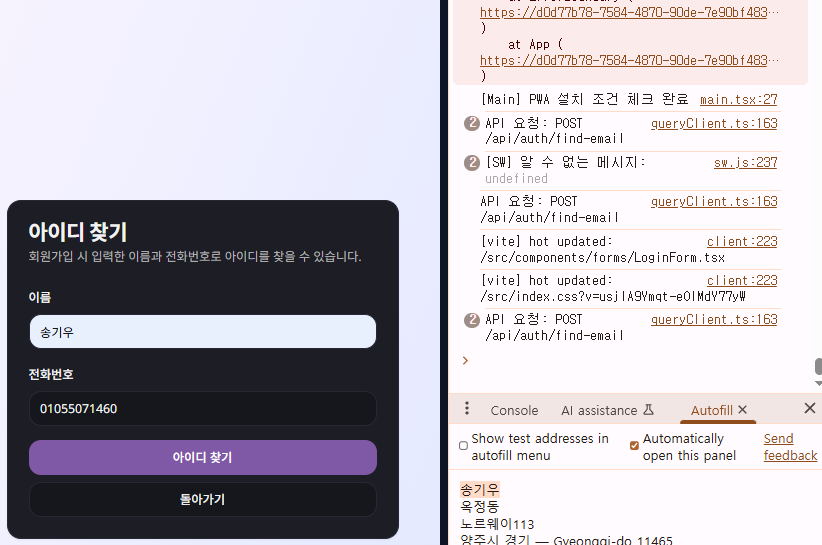 아이디 찾기
회원가입 시 입력한 이름과 전화번호로 아이디를 찾을 수 있습니다.
이름
송기우
전화번호
01055071460
아이디 찾기
돌아가기
https://d0d77b78-7584-4870-90de-7e90bf483…
)
at App (
https://d0d77b78-7584-4870-90de-7e90bf483…
)
[Main] PWA 설치 조건 체크 완료 main.tsx:27
2 API 요청: POST queryClient.ts:163
/api/auth/find-email
2 [SW] 알 수 없는 메시지: sw.js:237
undefined
API 요청: POST queryClient.ts:163
/api/auth/find-email
[vite] hot updated: client:223
/src/components/forms/LoginForm.tsx
[vite] hot updated: client:223
2 API 요청: POST queryClient.ts:163
/api/auth/find-email
Console AI assistance Autofill
Show test addresses in autofill menu
Automatically open this panel
Send feedback
송기우
옥정동
노르웨이113
양주시 경기 — Gyeonggi-do 11465